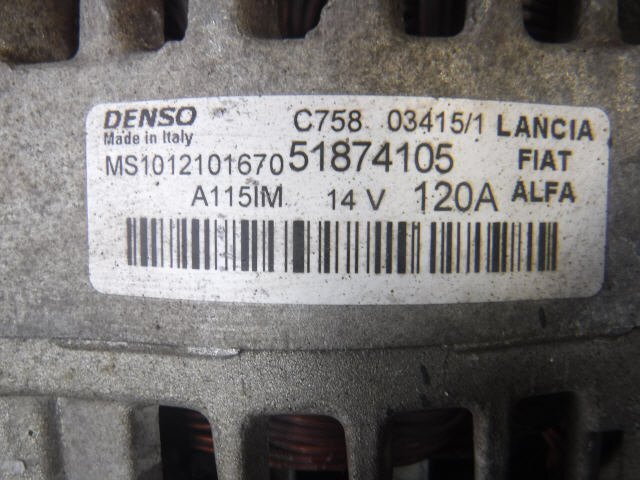 DENSO C758 03415/1 LANCIA
Made in Italy
MS1012101670 51874105 FIAT
A115IM 14 V 120A ALFA